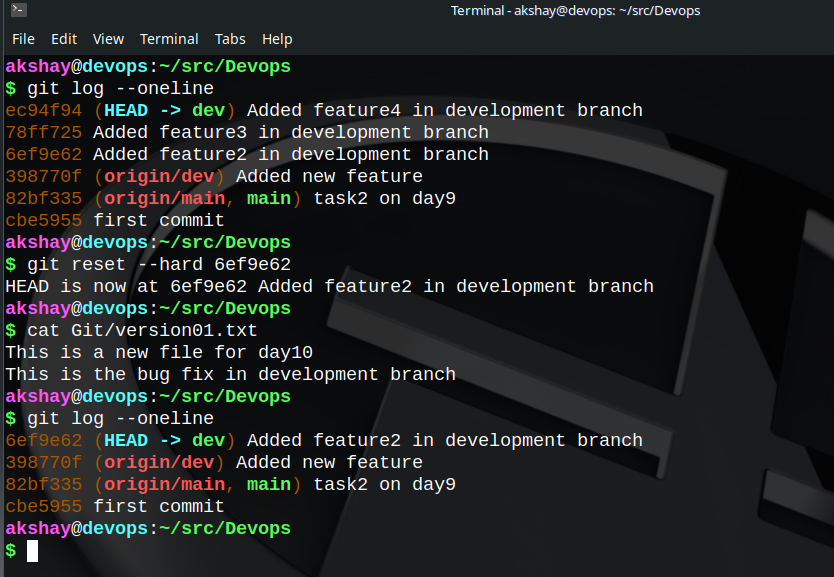 Terminal - akshay@devops: ~/src/Devops
File Edit View Terminal Tabs Help
akshay@devops:~/src/Devops
$ git log --oneline
ec94f94 (HEAD -> dev) Added feature4 in development branch
78ff725 Added feature3 in development branch
6ef9e62 Added feature2 in development branch
398770f (origin/dev) Added new feature
82bf335 (origin/main, main) task2 on day9
cbe5955 first commit
akshay@devops:~/src/Devops
$ git reset --hard 6ef9e62
HEAD is now at 6ef9e62 Added feature2 in development branch
akshay@devops:~/src/Devops
$ cat Git/version01.txt
This is a new file for day10
This is the bug fix in development branch
akshay@devops:~/src/Devops
$ git log --oneline
6ef9e62 (HEAD -> dev) Added feature2 in development branch
398770f (origin/dev) Added new feature
82bf335 (origin/main, main) task2 on day9
cbe5955 first commit
akshay@devops:~/src/Devops
$